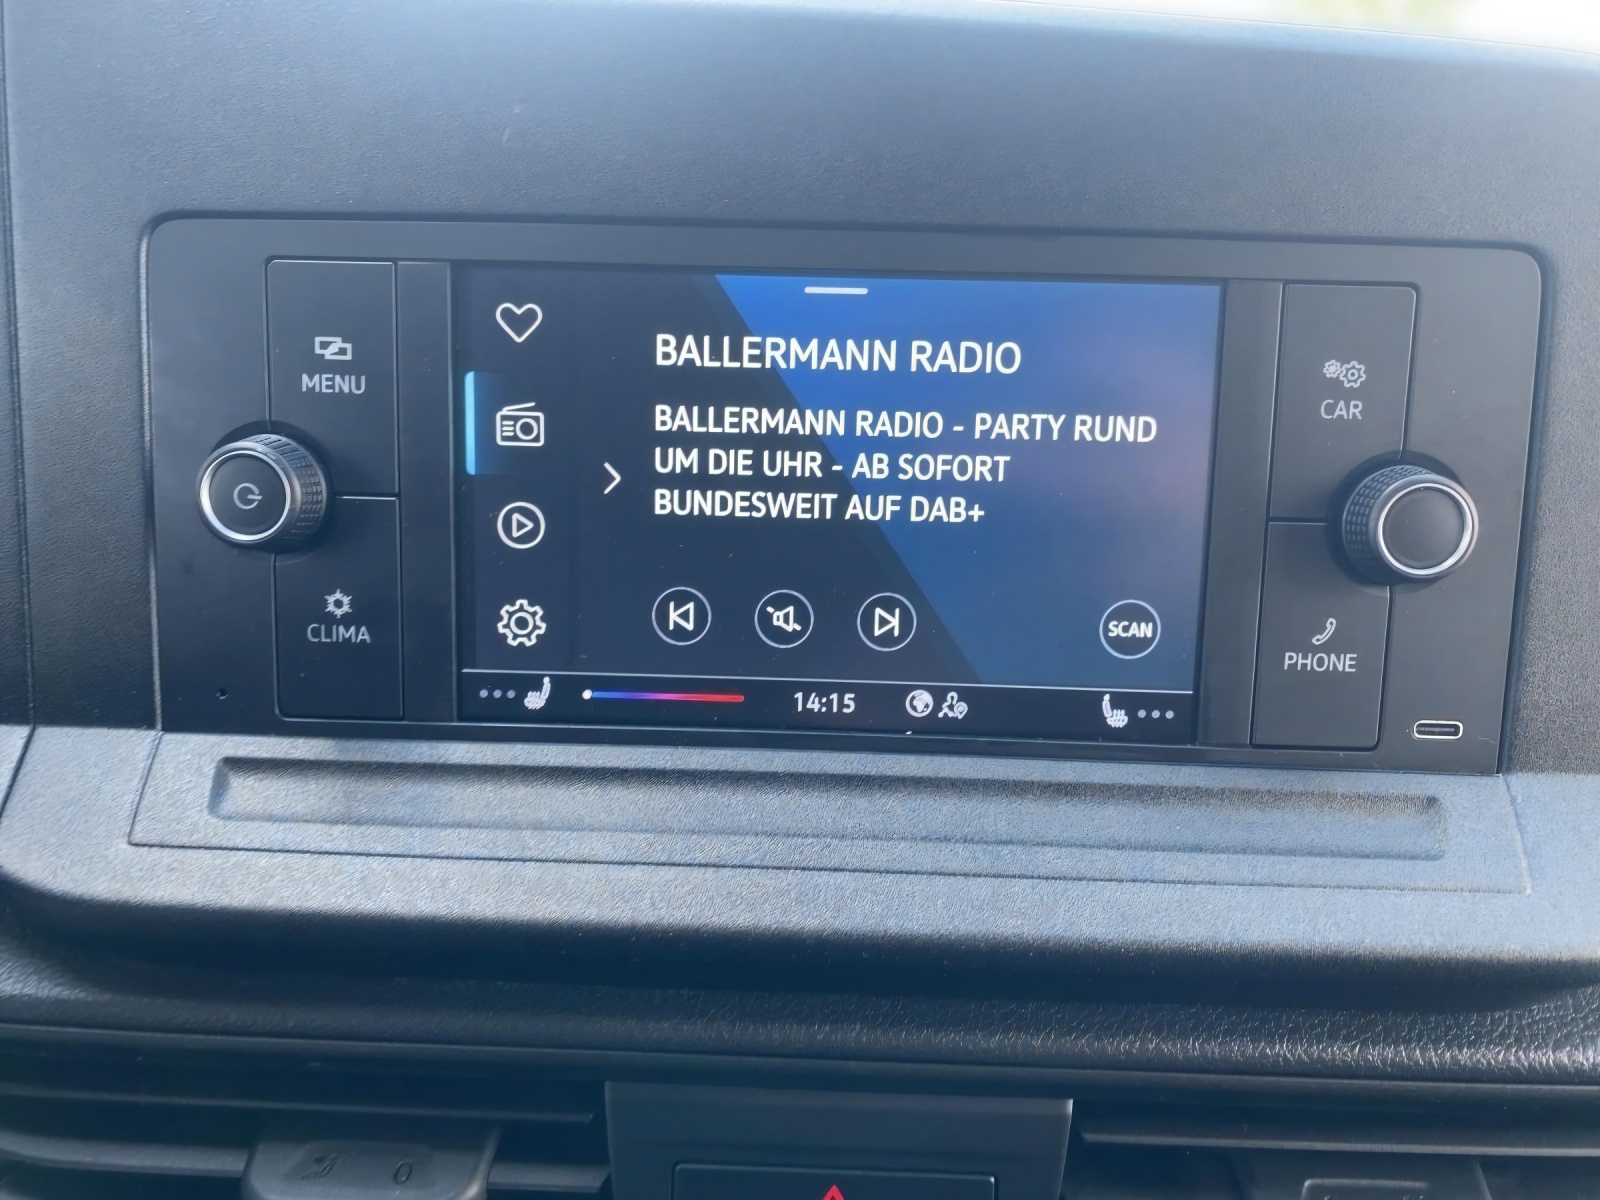 MENU
CLIMA
BALLERMANN RADIO
BALLERMANN RADIO - PARTY RUND
UM DIE UHR - AB SOFORT
BUNDESWEIT AUF DAB+
SCAN
14:15
CAR
PHONE
0